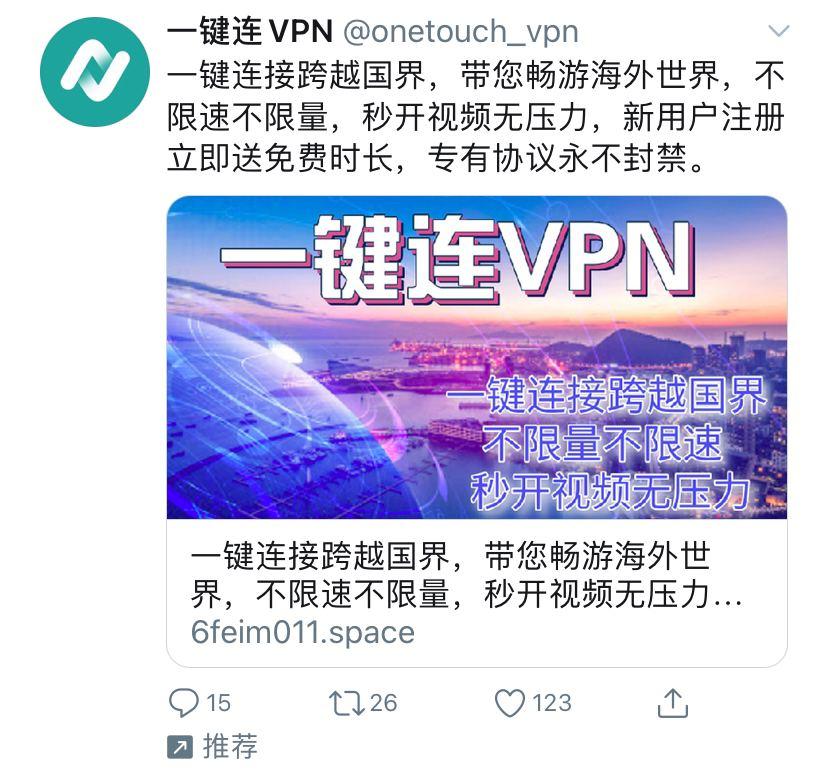 一键连VPN @onetouch_vpn
一键连接跨越国界，带您畅游海外世界，不
限速不限量，秒开视频无压力，新用户注册
立即送免费时长，专有协议永不封禁。
一键连VPN
一键连接跨越国界
不限量不限速
秒开视频无压力
一键连接跨越国界，带您畅游海外世
界，不限速不限量，秒开视频无压力...
6feim011.space
15 26 123
推荐